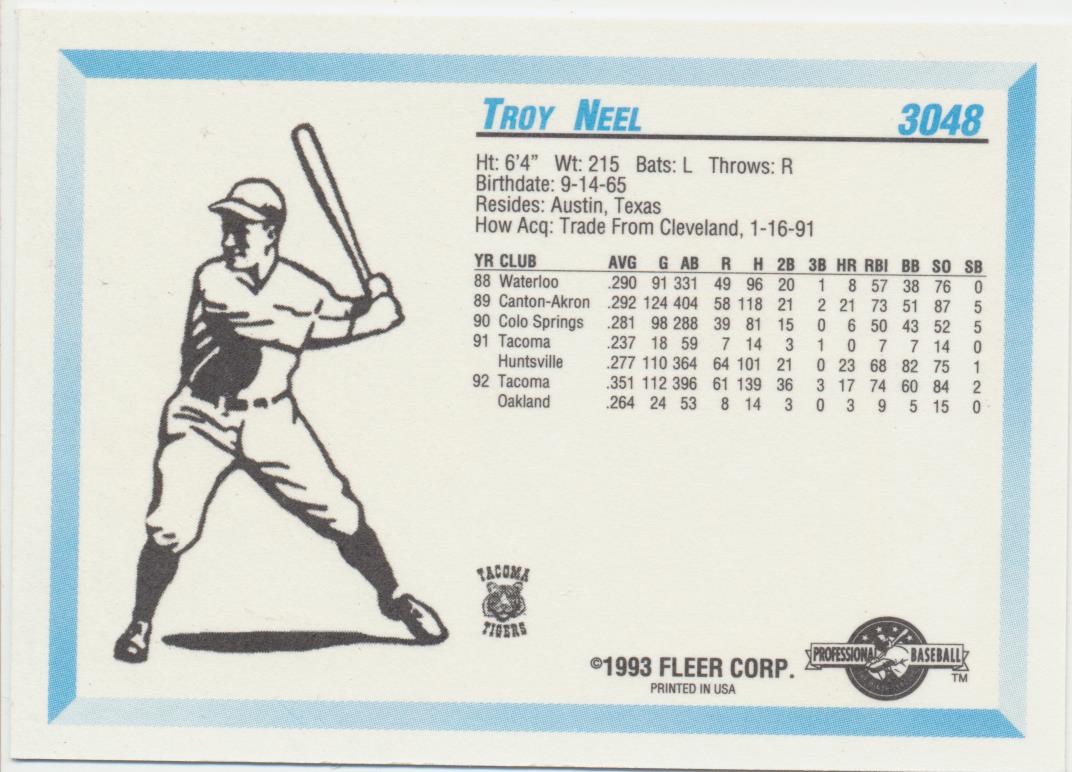 TROY NEEL 3048
Ht: 6'4" Wt: 215 Bats: L Throws: R
Birthdate: 9-14-65
Resides: Austin, Texas
How Acq: Trade From Cleveland, 1-16-91
YR CLUB AVG G AB R H 2B 3B HR RBI BB SO SB
88 Waterloo .290 91 331 49 96 20 1 8 57 38 76 0
89 Canton-Akron .292 124 404 58 118 21 2 21 73 51 87 5
90 Colo Springs .281 98 288 39 81 15 0 6 50 43 52 5
91 Tacoma .237 18 59 7 14 3 1 0 7 7 14 0
Huntsville .277 110 364 64 101 21 0 23 68 82 75 1
92 Tacoma .351 112 396 61 139 36 3 17 74 60 84 2
Oakland .264 24 53 8 14 3 0 3 9 5 15 0
TACOMA
TIGERS
©1993 FLEER CORP.
PRINTED IN USA
PROFESSIONAL BASEBALL
TM